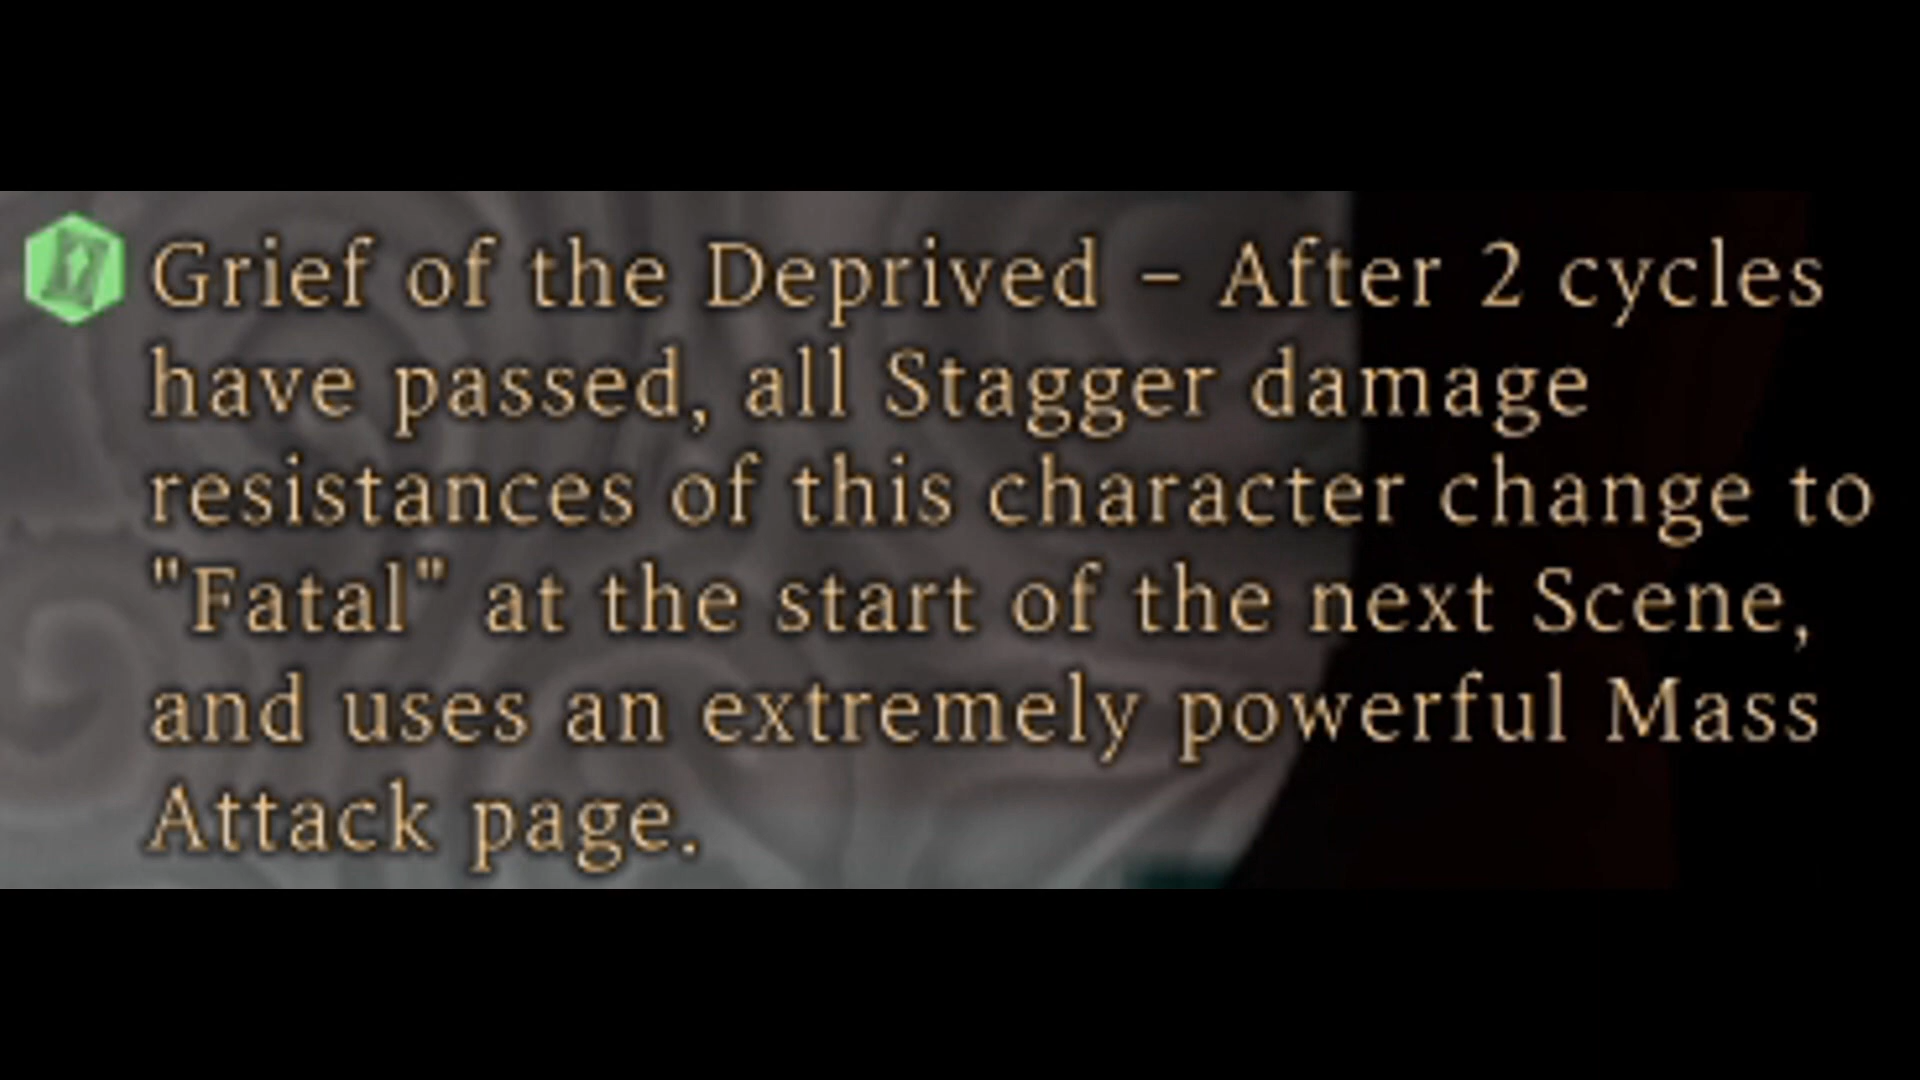 Grief of the Deprived – After 2 cycles
have passed, all Stagger damage
resistances of this character change to
"Fatal" at the start of the next Scene,
and uses an extremely powerful Mass
Attack page.